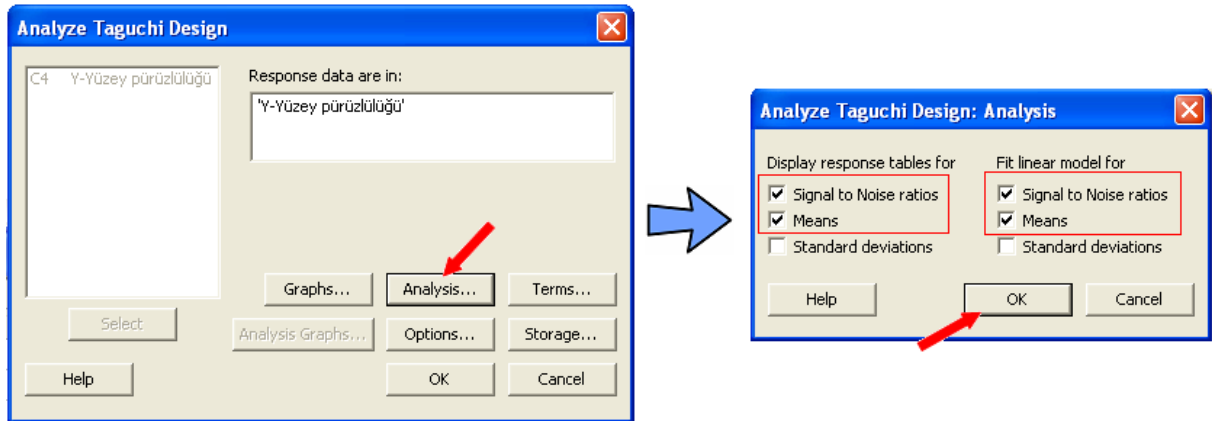 Analyze Taguchi Design
C4 Y-Yüzey pürüzlülüğü
Response data are in:
'Y-Yüzey pürüzlülüğü'
Graphs... Analysis... Terms...
Select
Analysis Graphs... Options... Storage...
Help OK Cancel
Analyze Taguchi Design: Analysis
Display response tables for Fit linear model for
Signal to Noise ratios Signal to Noise ratios
Means Means
Standard deviations Standard deviations
Help OK Cancel